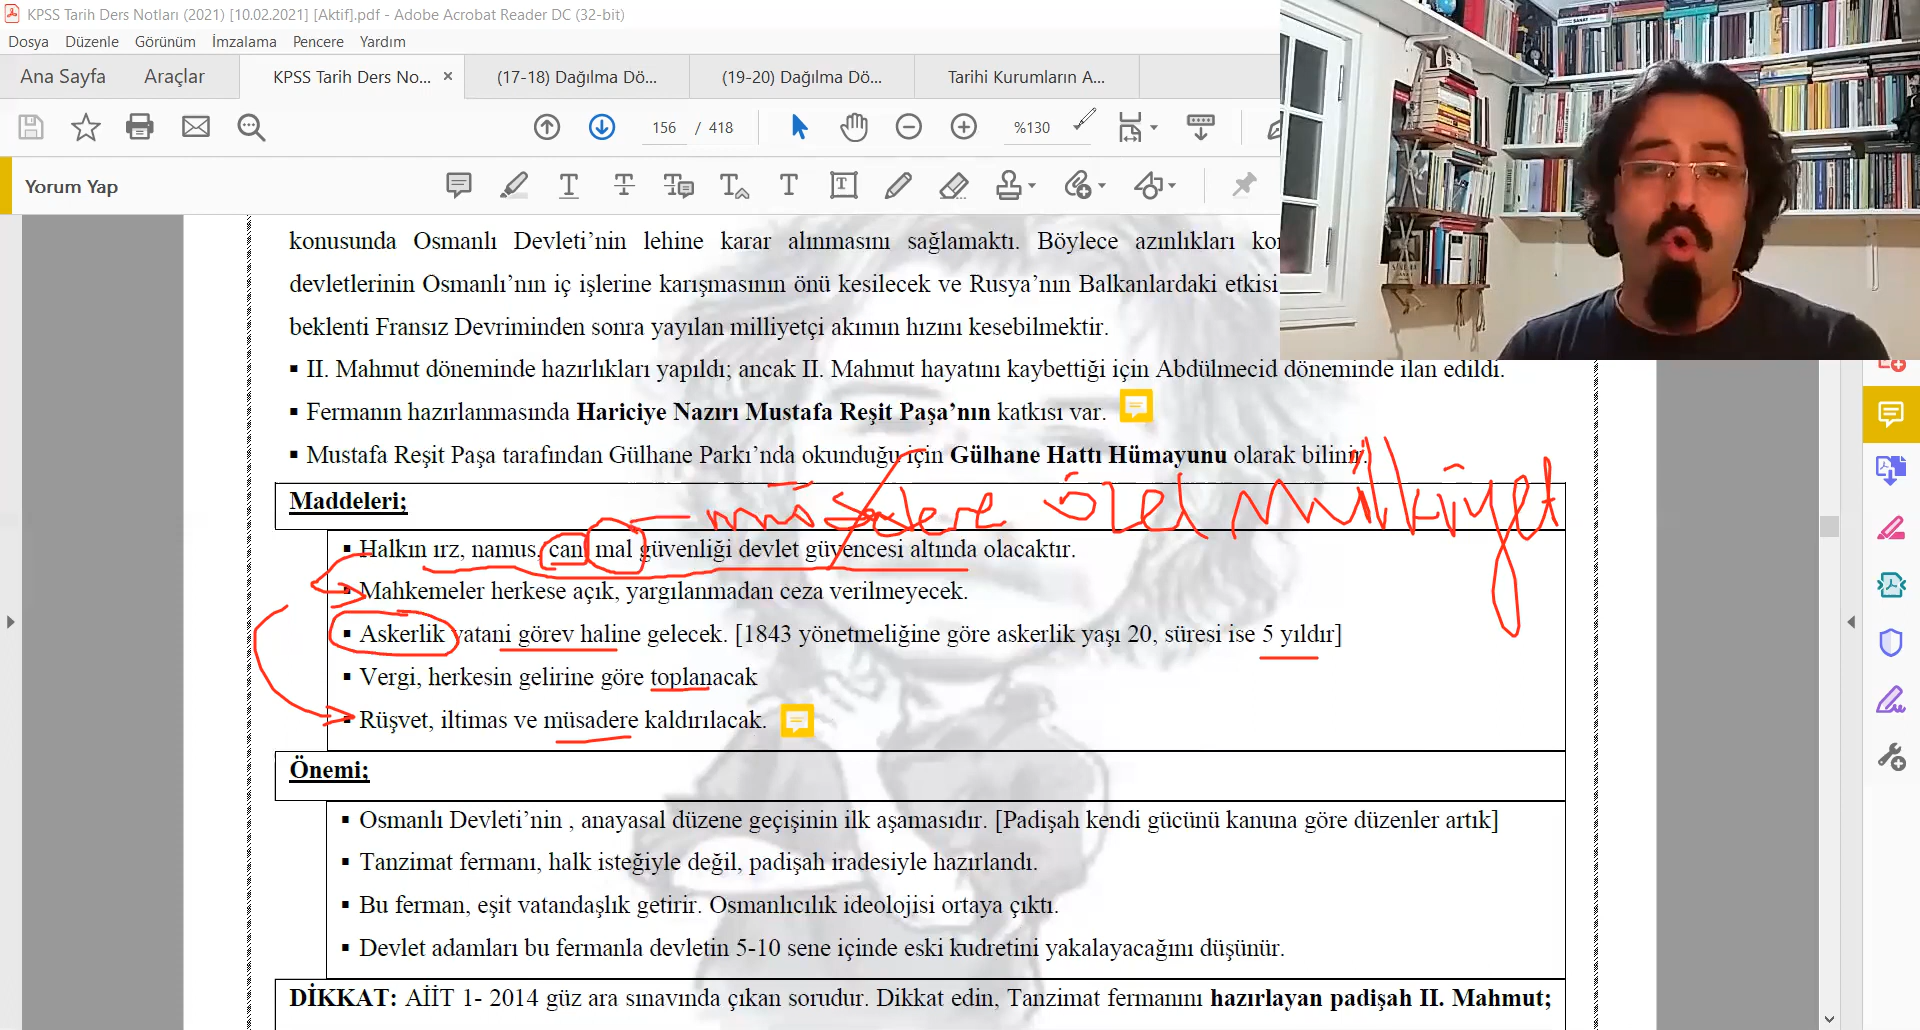 KPSS Tarih Ders Notları (2021) [10.02.2021] [Aktif].pdf - Adobe Acrobat Reader DC (32-bit)
Dosya Düzenle Görünüm İmzalama Pencere Yardım
Ana Sayfa Araçlar KPSS Tarih Ders No... × (17-18) Dağılma Dö... (19-20) Dağılma Dö... Tarihi Kurumların A...
156 / 418 %130
Yorum Yap
konusunda Osmanlı Devleti’nin lehine karar alınmasını sağlamaktı. Böylece azınlıkları
devletlerinin Osmanlı’nın iç işlerine karışmasının önü kesilecek ve Rusya’nın Balkanlardaki etkisi
beklenti Fransız Devriminden sonra yayılan milliyetçi akımın hızını kesebilmektir.
▪ II. Mahmut döneminde hazırlıkları yapıldı; ancak II. Mahmut hayatını kaybettiği için Abdülmecid döneminde ilan edildi.
▪ Fermanın hazırlanmasında Hariciye Nazırı Mustafa Reşit Paşa’nın katkısı var.
▪ Mustafa Reşit Paşa tarafından Gülhane Parkı’nda okunduğu için Gülhane Hattı Hümayunu olarak bilinir.
Maddeleri;
müsadere Özel Mülkiyet
▪ Halkın ırz, namus, can mal güvenliği devlet güvencesi altında olacaktır.
▪ Mahkemeler herkese açık, yargılanmadan ceza verilmeyecek.
▪ Askerlik vatani görev haline gelecek. [1843 yönetmeliğine göre askerlik yaşı 20, süresi ise 5 yıldır]
▪ Vergi, herkesin gelirine göre toplanacak
▪ Rüşvet, iltimas ve müsadere kaldırılacak.
Önemi;
▪ Osmanlı Devleti’nin , anayasal düzene geçişinin ilk aşamasıdır. [Padişah kendi gücünü kanuna göre düzenler artık]
▪ Tanzimat fermanı, halk isteğiyle değil, padişah iradesiyle hazırlandı.
▪ Bu ferman, eşit vatandaşlık getirir. Osmanlıcılık ideolojisi ortaya çıktı.
▪ Devlet adamları bu fermanla devletin 5-10 sene içinde eski kudretini yakalayacağını düşünür.
DİKKAT: AİİT 1- 2014 güz ara sınavında çıkan sorudur. Dikkat edin, Tanzimat fermanını hazırlayan padişah II. Mahmut;